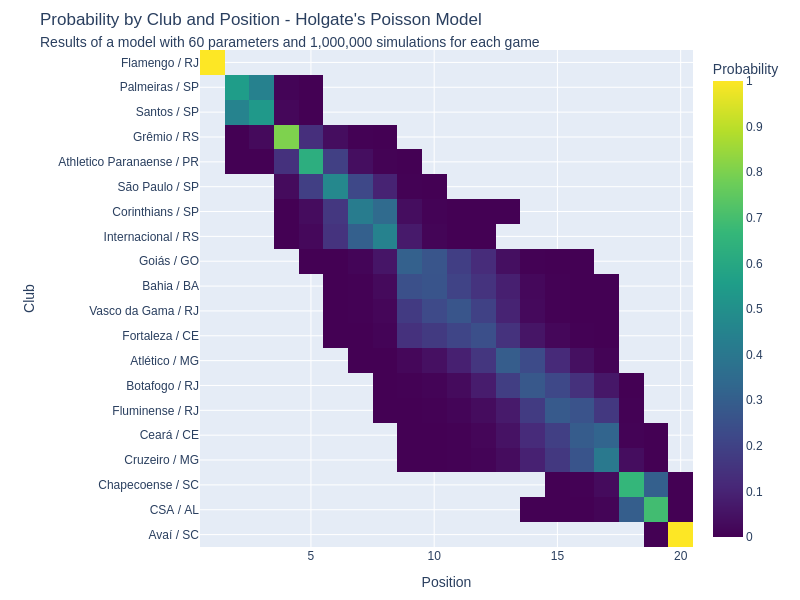 Probability by Club and Position - Holgate's Poisson Model
Results of a model with 60 parameters and 1,000,000 simulations for each game
Probability
Club
Flamengo / RJ
Palmeiras / SP
Santos / SP
Grêmio / RS
Athletico Paranaense / PR
São Paulo / SP
Corinthians / SP
Internacional / RS
Goiás / GO
Bahia / BA
Vasco da Gama / RJ
Fortaleza / CE
Atlético / MG
Botafogo / RJ
Fluminense / RJ
Ceará / CE
Cruzeiro / MG
Chapecoense / SC
CSA / AL
Avaí / SC
1
0.9
0.8
0.7
0.6
0.5
0.4
0.3
0.2
0.1
0
5 10 15 20
Position